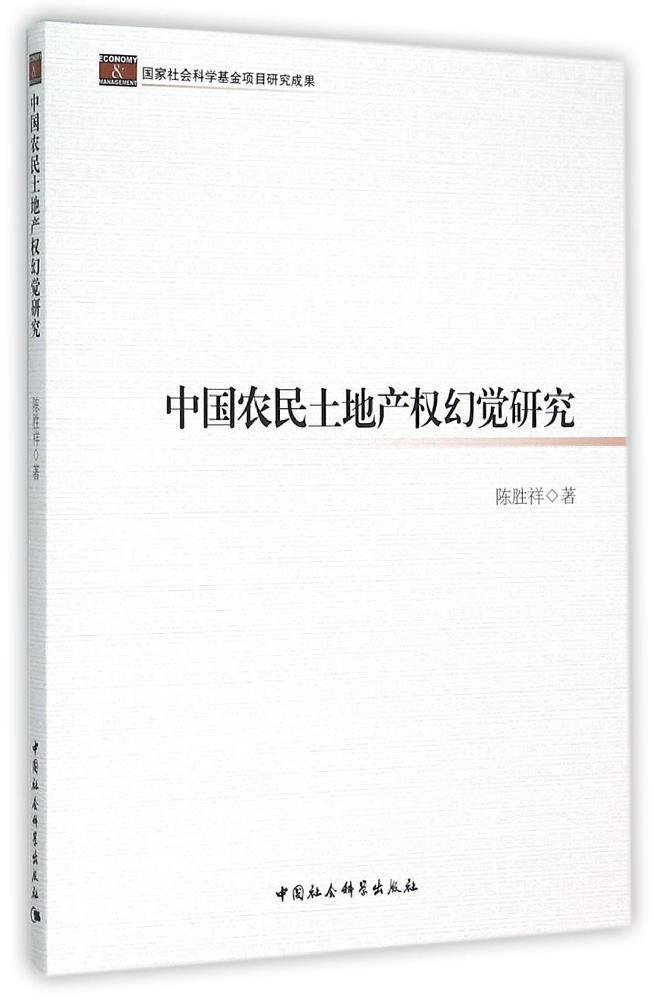 ECONOMY
&
MANAGEMENT
国家社会科学基金项目研究成果
中国农民土地产权幻觉研究
陈胜祥◇著
中国社会科学出版社
中国农民土地产权幻觉研究
陈胜祥◇著
中国社会科学出版社